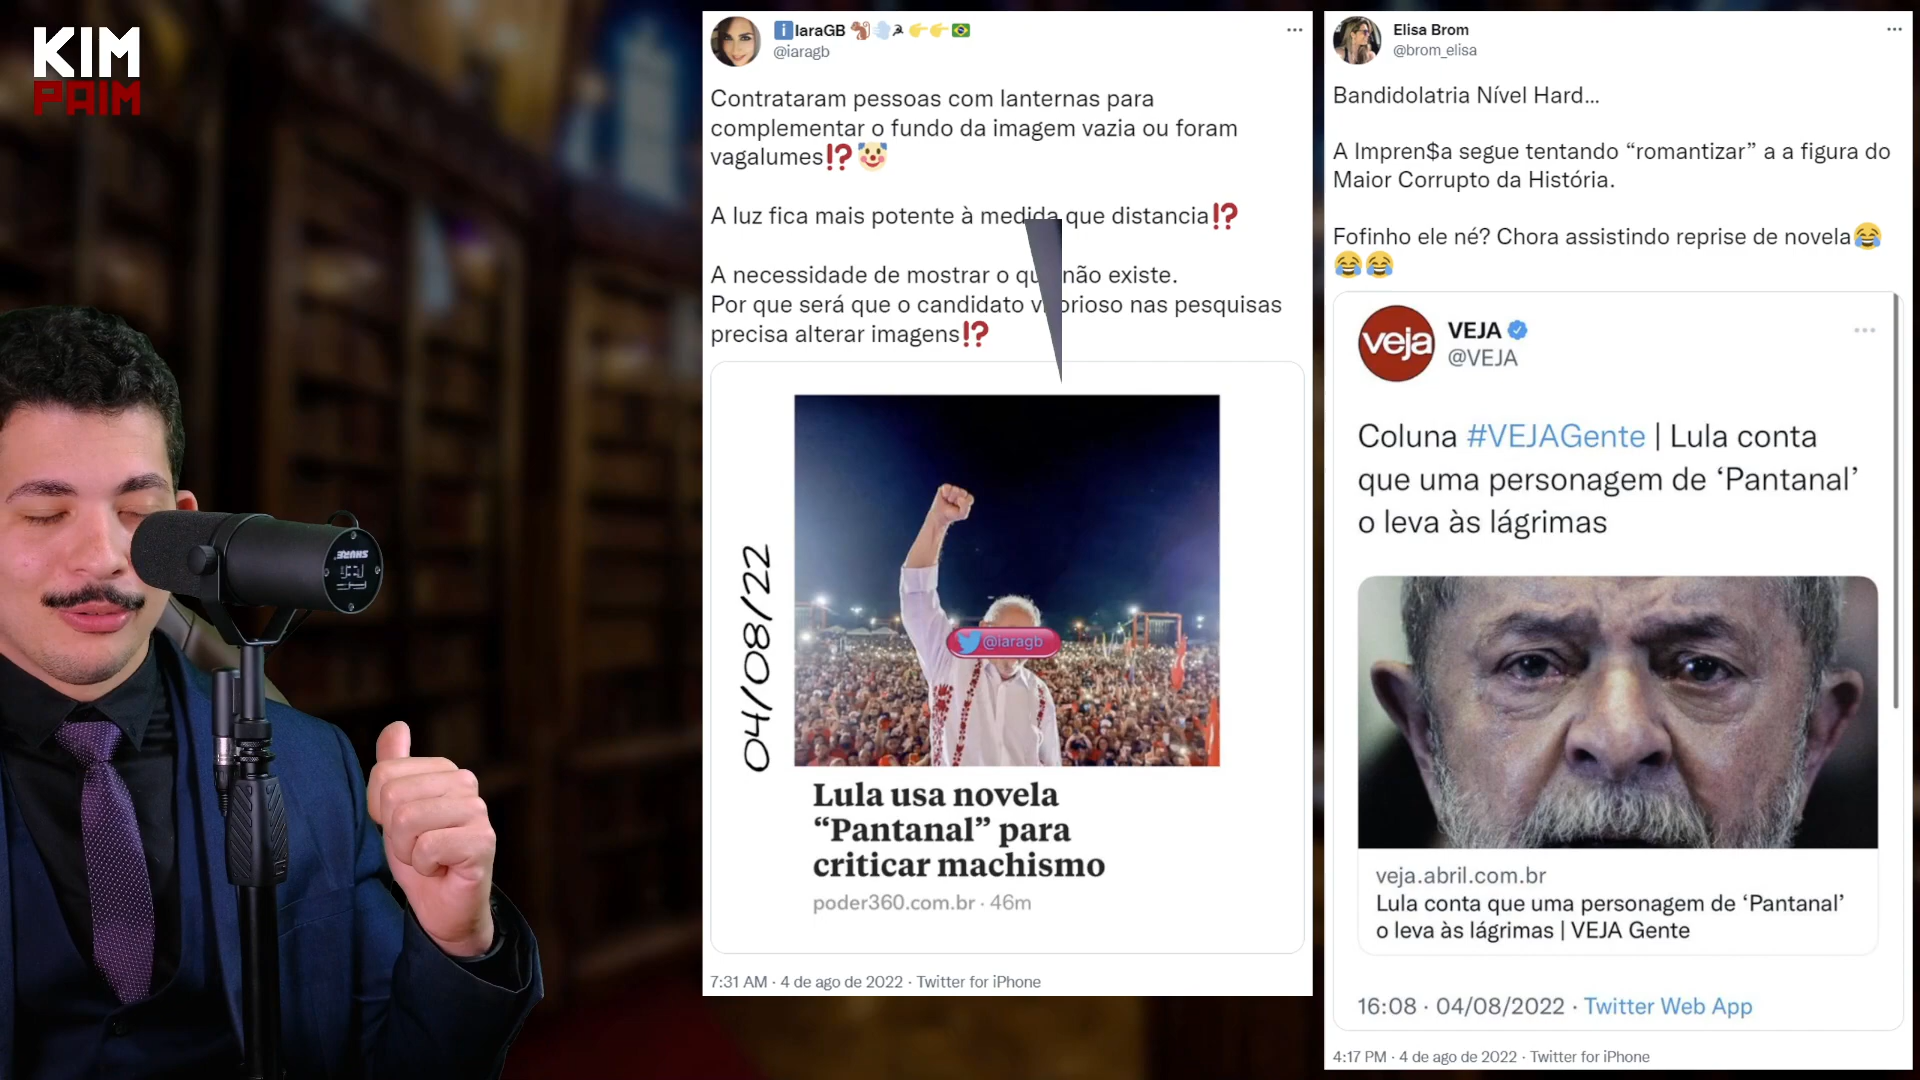 KIM
PAIM
IaraGB
@iaragb
Contrataram pessoas com lanternas para
complementar o fundo da imagem vazia ou foram
vagalumes⁉️🤡
A luz fica mais potente à medida que distancia⁉️
A necessidade de mostrar o que não existe.
Por que será que o candidato vitorioso nas pesquisas
precisa alterar imagens⁉️
04/08/22
@iaragb
Lula usa novela
“Pantanal” para
criticar machismo
poder360.com.br · 46m
7:31 AM · 4 de ago de 2022 · Twitter for iPhone
Elisa Brom
@brom_elisa
Bandidolatria Nível Hard...
A Impren$a segue tentando “romantizar” a a figura do
Maior Corrupto da História.
Fofinho ele né? Chora assistindo reprise de novela😂
😂😂
veja
VEJA
@VEJA
Coluna #VEJAGente | Lula conta
que uma personagem de ‘Pantanal’
o leva às lágrimas
veja.abril.com.br
Lula conta que uma personagem de ‘Pantanal’
o leva às lágrimas | VEJA Gente
16:08 · 04/08/2022 · Twitter Web App
4:17 PM · 4 de ago de 2022 · Twitter for iPhone
SHURE